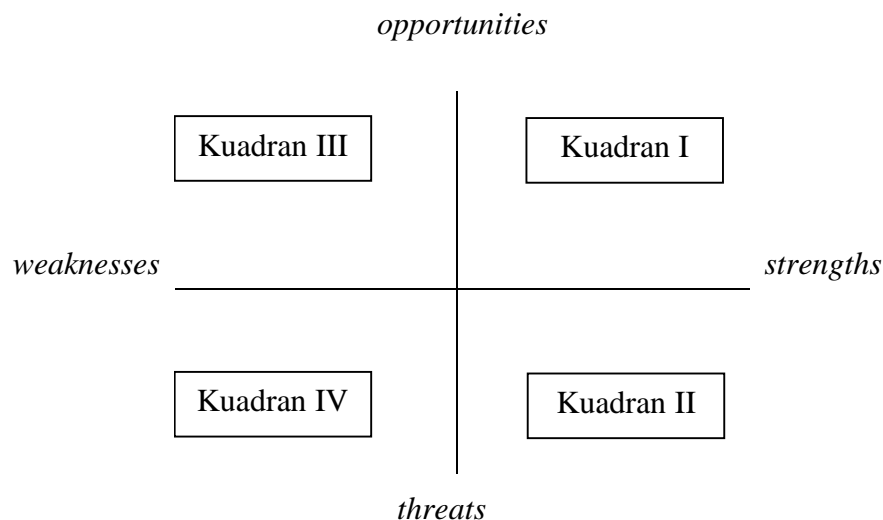 opportunities
Kuadran III
Kuadran I
weaknesses
strengths
Kuadran IV
Kuadran II
threats